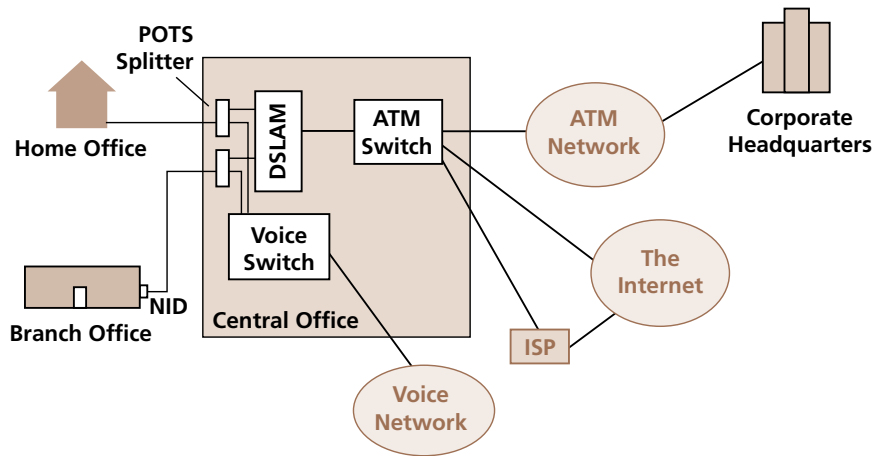 POTS
Splitter
Home Office
DSLAM
ATM
Switch
ATM
Network
Corporate
Headquarters
Voice
Switch
The
Internet
NID
Branch Office
Central Office
ISP
Voice
Network